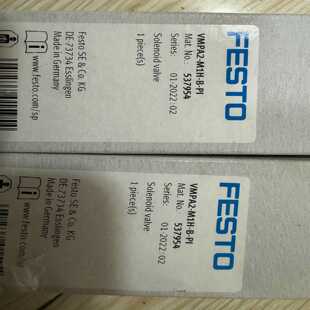 FESTO
VMPA2-M1H-B-PI
Mat. No. 537954
Series: 01-2022 02
Solenoid valve
1 piece(s)
Festo SE & Co. KG
DE-73734 Esslingen
Made in Germany
www.festo.com/sp
FESTO
VMPA2-M1H-B-PI
Mat. No. 537954
Series: 01-2022 02
Solenoid valve
1 piece(s)
Festo SE & Co. KG
DE-73734 Esslingen
Made in Germany
www.festo.com/sp